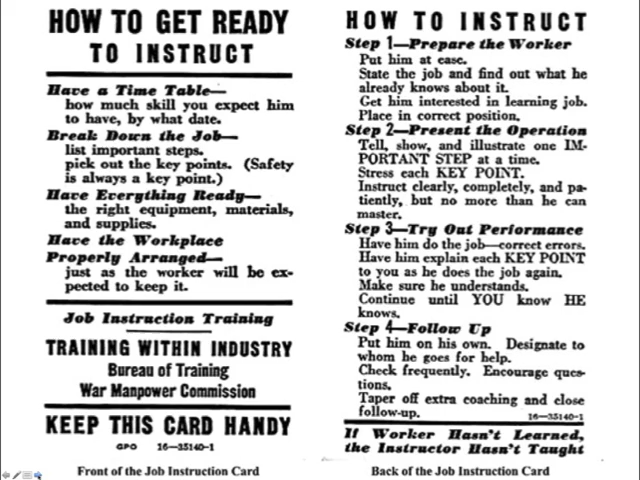 HOW TO GET READY
TO INSTRUCT
Have a Time Table—
how much skill you expect him
to have, by what date.
Break Down the Job—
list important steps.
pick out the key points. (Safety
is always a key point.)
Have Everything Ready—
the right equipment, materials,
and supplies.
Have the Workplace
Properly Arranged—
just as the worker will be ex-
pected to keep it.
Job Instruction Training
TRAINING WITHIN INDUSTRY
Bureau of Training
War Manpower Commission
KEEP THIS CARD HANDY
GPO 16—35140-1
Front of the Job Instruction Card
HOW TO INSTRUCT
Step 1—Prepare the Worker
Put him at ease.
State the job and find out what he
already knows about it.
Get him interested in learning job.
Place in correct position.
Step 2—Present the Operation
Tell, show, and illustrate one IM-
PORTANT STEP at a time.
Stress each KEY POINT.
Instruct clearly, completely, and pa-
tiently, but no more than he can
master.
Step 3—Try Out Performance
Have him do the job—correct errors.
Have him explain each KEY POINT
to you as he does the job again.
Make sure he understands.
Continue until YOU know HE
knows.
Step 4—Follow Up
Put him on his own. Designate to
whom he goes for help.
Check frequently. Encourage ques-
tions.
Taper off extra coaching and close
follow-up. 16—35140-1
If Worker Hasn't Learned,
the Instructor Hasn't Taught
Back of the Job Instruction Card